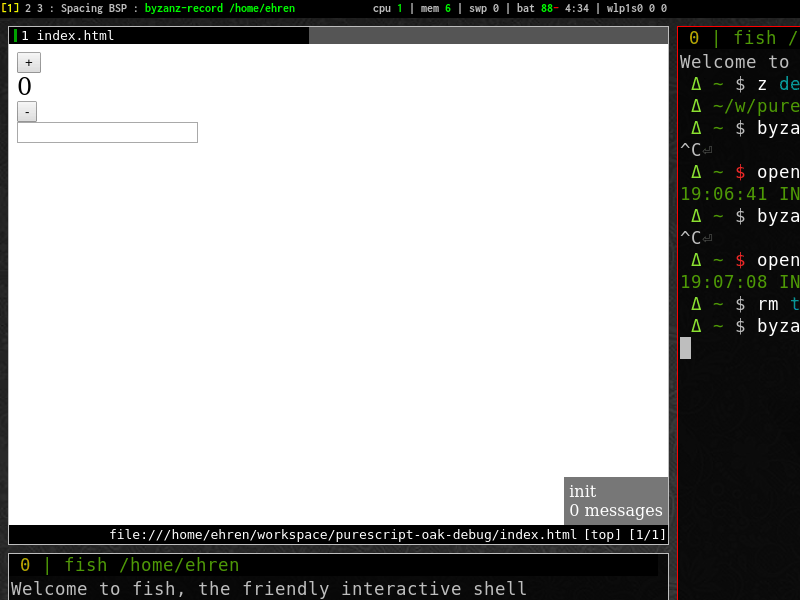 [1] 2 3 : Spacing BSP : byzanz-record /home/ehren cpu 1 | mem 6 | swp 0 | bat 88− 4:34 | wlp1s0 0 0
1 index.html
+
0
-
init
0 messages
file:///home/ehren/workspace/purescript-oak-debug/index.html [top] [1/1]
0 | fish /home/ehren
Welcome to fish, the friendly interactive shell
0 | fish /
Welcome to
Δ ~ $ z de
Δ ~/w/pure
Δ ~ $ byza
^C⏎
Δ ~ $ open
19:06:41 IN
Δ ~ $ byza
^C⏎
Δ ~ $ open
19:07:08 IN
Δ ~ $ rm t
Δ ~ $ byza